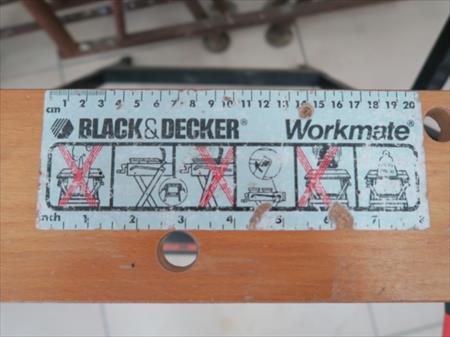 cm 1 2 3 4 5 6 7 8 9 10 11 12 13 14 15 16 17 18 19 20
BLACK&DECKER® Workmate®
inch 1 2 3 4 5 6 7 8